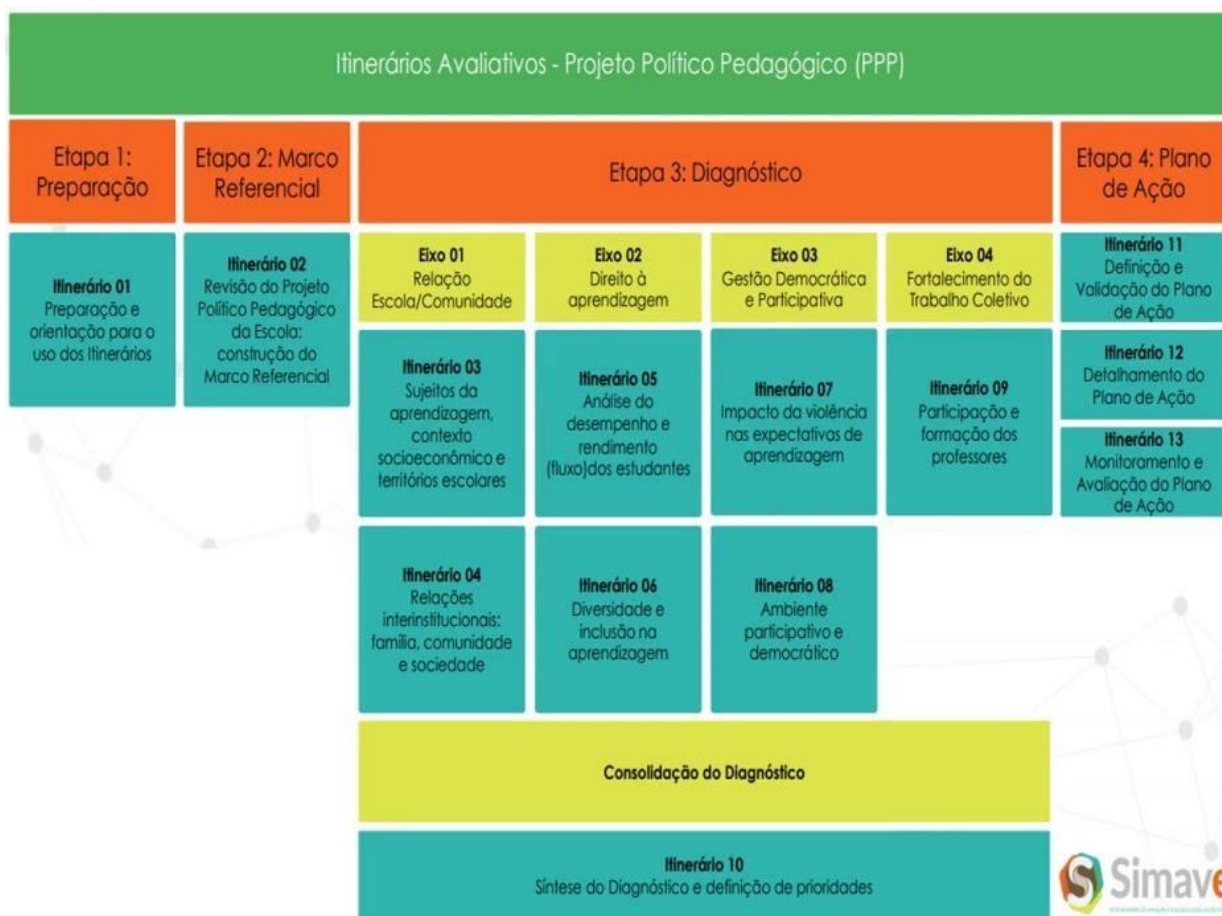 Itinerários Avaliativos - Projeto Político Pedagógico (PPP)
Etapa 1:
Preparação
Etapa 2: Marco
Referencial
Etapa 3: Diagnóstico
Etapa 4: Plano
de Ação
Itinerário 01
Preparação e
orientação para o
uso dos Itinerários
Itinerário 02
Revisão do Projeto
Político Pedagógico
da Escola:
construção do
Marco Referencial
Eixo 01
Relação
Escola/Comunidade
Eixo 02
Direito à
aprendizagem
Eixo 03
Gestão Democrática
e Participativa
Eixo 04
Fortalecimento do
Trabalho Coletivo
Itinerário 11
Definição e
Validação do Plano
de Ação
Itinerário 03
Sujeitos da
aprendizagem,
contexto
socioeconômico e
territórios escolares
Itinerário 05
Análise do
desempenho e
rendimento
(fluxo)dos estudantes
Itinerário 07
Impacto da violência
nas expectativas de
aprendizagem
Itinerário 09
Participação e
formação dos
professores
Itinerário 12
Detalhamento do
Plano de Ação
Itinerário 13
Monitoramento e
Avaliação do Plano
de Ação
Itinerário 04
Relações
interinstitucionais:
família, comunidade
e sociedade
Itinerário 06
Diversidade e
inclusão na
aprendizagem
Itinerário 08
Ambiente
participativo e
democrático
Consolidação do Diagnóstico
Itinerário 10
Síntese do Diagnóstico e definição de prioridades
Simave